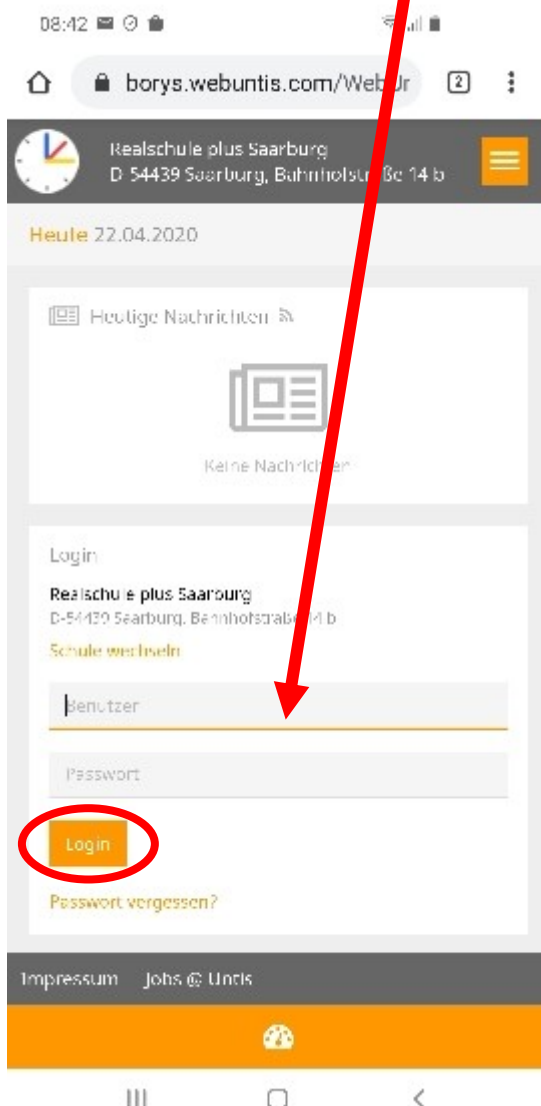 08:42
borys.webuntis.com/WebUr 2
Realschule plus Saarburg
D-54439 Saarburg, Bahnhofstraße 14 b
Heute 22.04.2020
Heutige Nachrichten
Keine Nachrichten
Login
Realschule plus Saarburg
D-54439 Saarburg, Bahnhofstraße 14 b
Schule wechseln
Benutzer
Passwort
Login
Passwort vergessen?
Impressum Jobs @ Untis